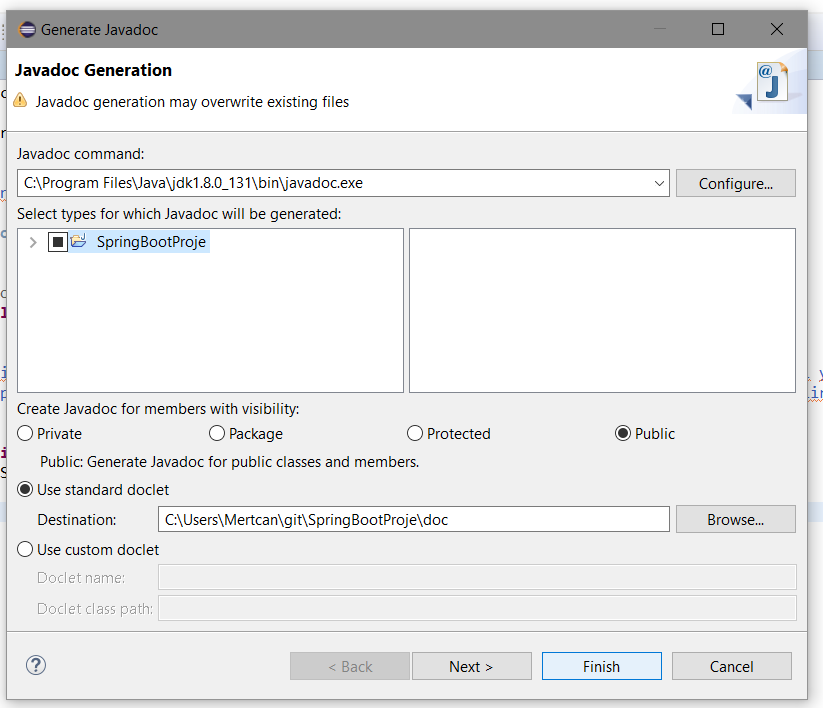 Generate Javadoc
Javadoc Generation
Javadoc generation may overwrite existing files
Javadoc command:
C:\Program Files\Java\jdk1.8.0_131\bin\javadoc.exe
Configure...
Select types for which Javadoc will be generated:
SpringBootProje
Create Javadoc for members with visibility:
Private Package Protected Public
Public: Generate Javadoc for public classes and members.
Use standard doclet
Destination: C:\Users\Mertcan\git\SpringBootProje\doc Browse...
Use custom doclet
Doclet name:
Doclet class path:
< Back Next > Finish Cancel